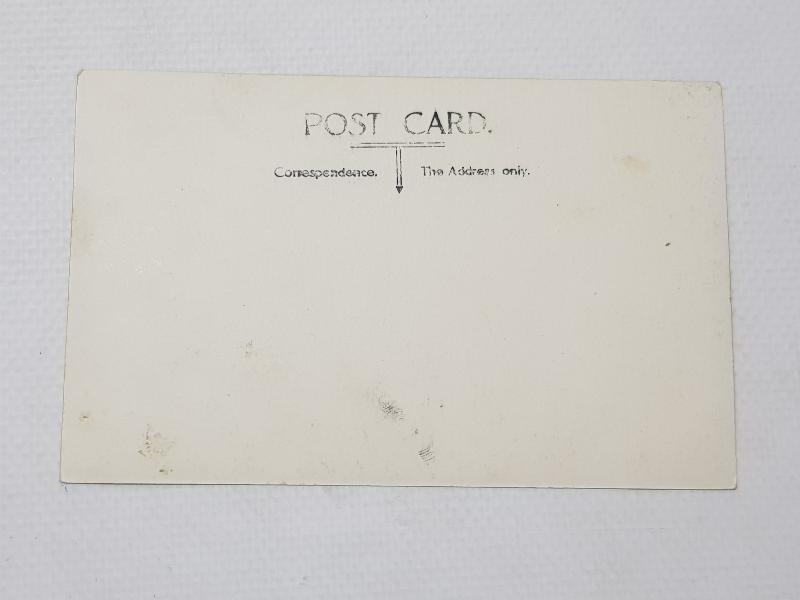 POST CARD.
Correspondence. The Address only.